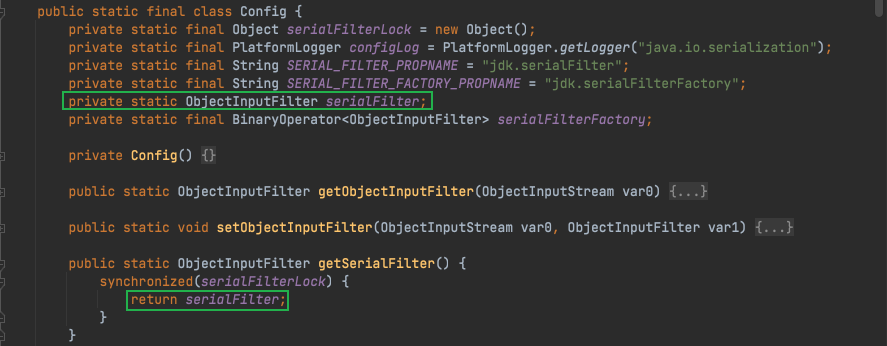 public static final class Config {
private static final Object serialFilterLock = new Object();
private static final PlatformLogger configLog = PlatformLogger.getLogger("java.io.serialization");
private static final String SERIAL_FILTER_PROPNAME = "jdk.serialFilter";
private static final String SERIAL_FILTER_FACTORY_PROPNAME = "jdk.serialFilterFactory";
private static ObjectInputFilter serialFilter;
private static final BinaryOperator<ObjectInputFilter> serialFilterFactory;
private Config() {}
public static ObjectInputFilter getObjectInputFilter(ObjectInputStream var0) {...}
public static void setObjectInputFilter(ObjectInputStream var0, ObjectInputFilter var1) {...}
public static ObjectInputFilter getSerialFilter() {
synchronized(serialFilterLock) {
return serialFilter;
}
}